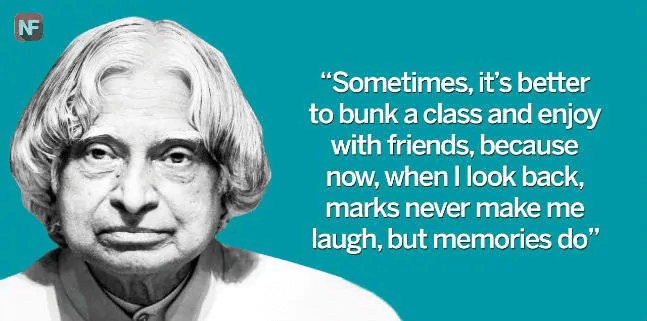 NF
“Sometimes, it’s better
to bunk a class and enjoy
with friends, because
now, when I look back,
marks never make me
laugh, but memories do”